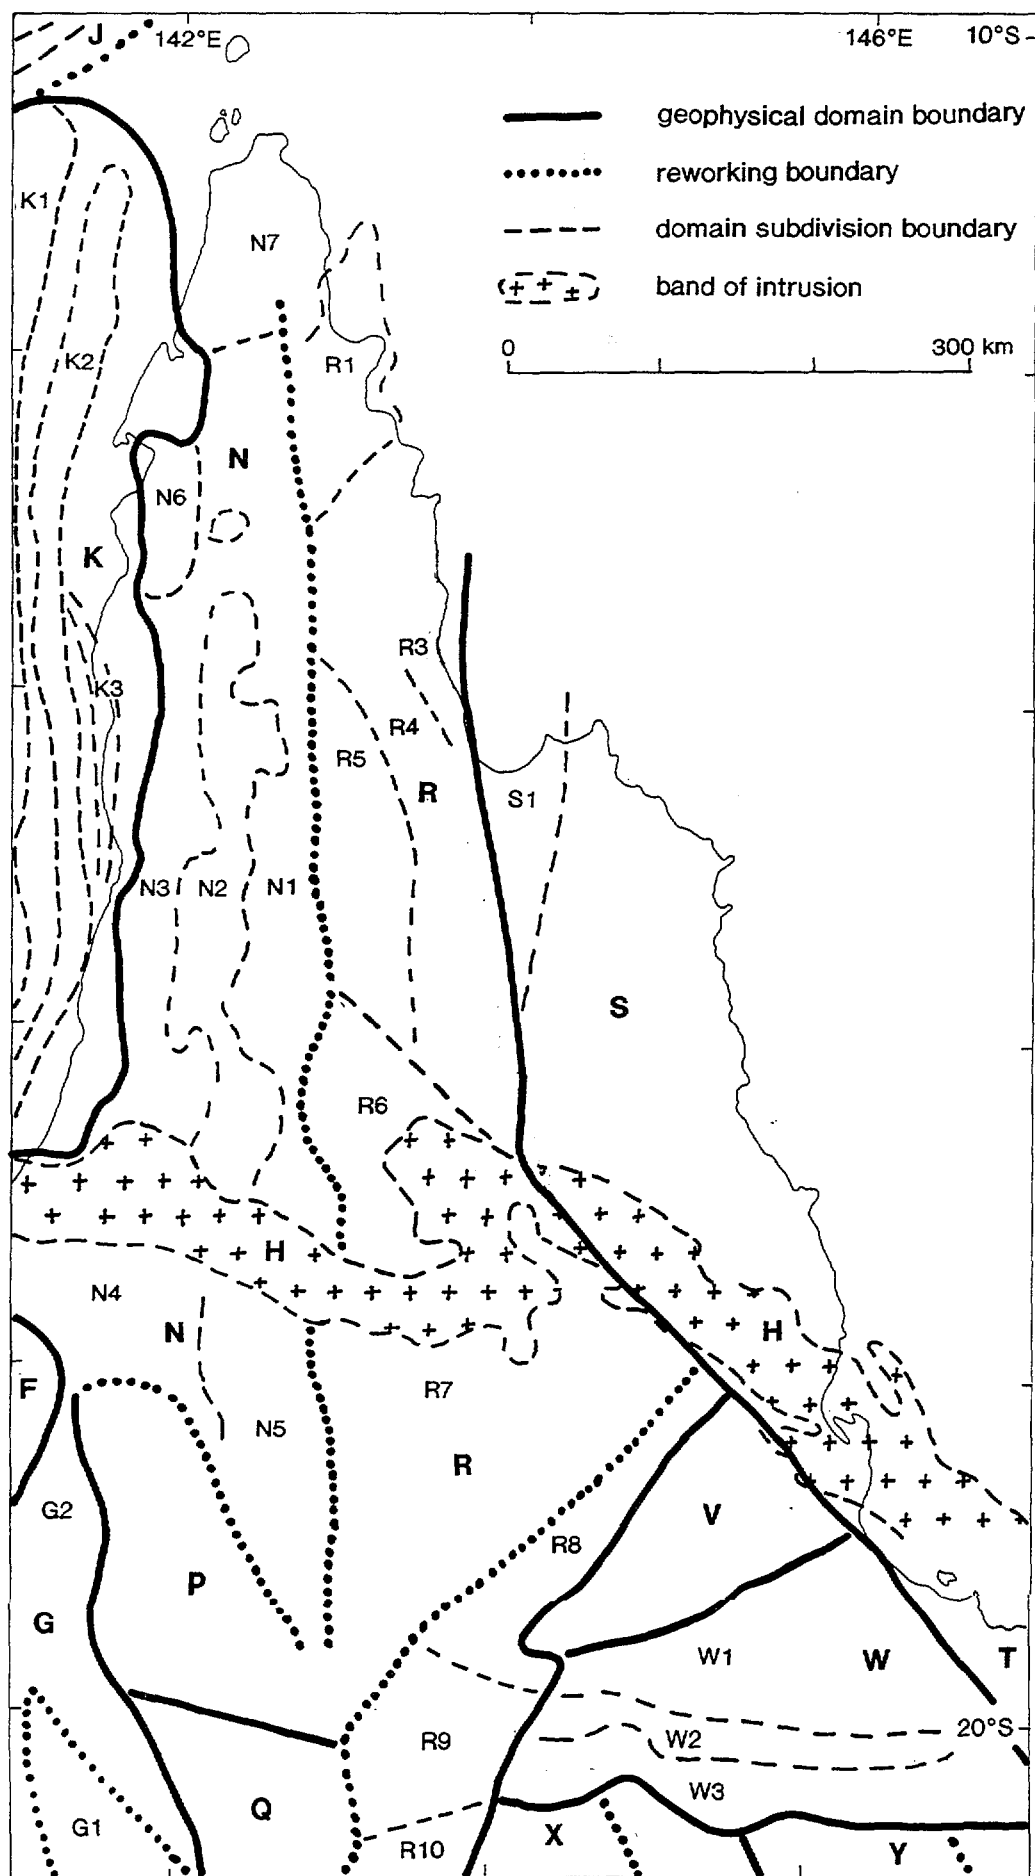 J
142°E
146°E
10°S
geophysical domain boundary
reworking boundary
domain subdivision boundary
band of intrusion
0
300 km
K1
N7
K2
R1
N
N6
K
R3
K3
R4
R5
R
S1
N3
N2
N1
S
R6
H
N4
N
H
F
R7
N5
R
G2
V
R8
P
G
W1
W
T
20°S
R9
W2
W3
Q
G1
X
R10
Y